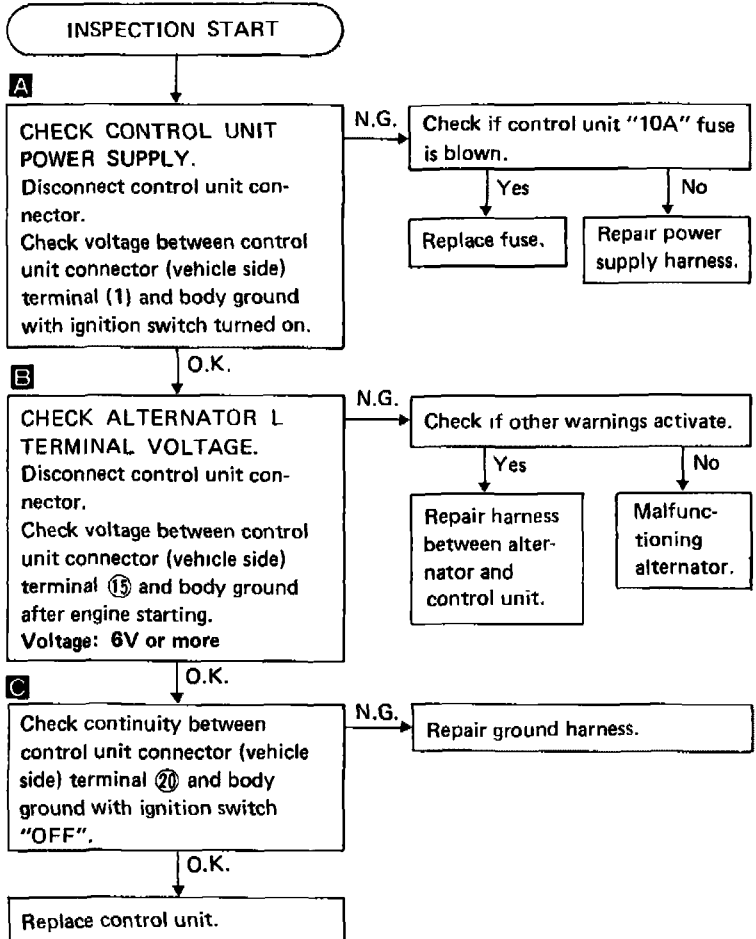 INSPECTION START
A
CHECK CONTROL UNIT
POWER SUPPLY.
Disconnect control unit con-
nector.
Check voltage between control
unit connector (vehicle side)
terminal (1) and body ground
with ignition switch turned on.
N.G.
Check if control unit "10A" fuse
is blown.
Yes
No
Replace fuse.
Repair power
supply harness.
O.K.
B
CHECK ALTERNATOR L
TERMINAL VOLTAGE.
Disconnect control unit con-
nector.
Check voltage between control
unit connector (vehicle side)
terminal ⑮ and body ground
after engine starting.
Voltage: 6V or more
N.G.
Check if other warnings activate.
Yes
No
Repair harness
between alter-
nator and
control unit.
Malfunc-
tioning
alternator.
O.K.
C
Check continuity between
control unit connector (vehicle
side) terminal ⑳ and body
ground with ignition switch
"OFF".
N.G.
Repair ground harness.
O.K.
Replace control unit.